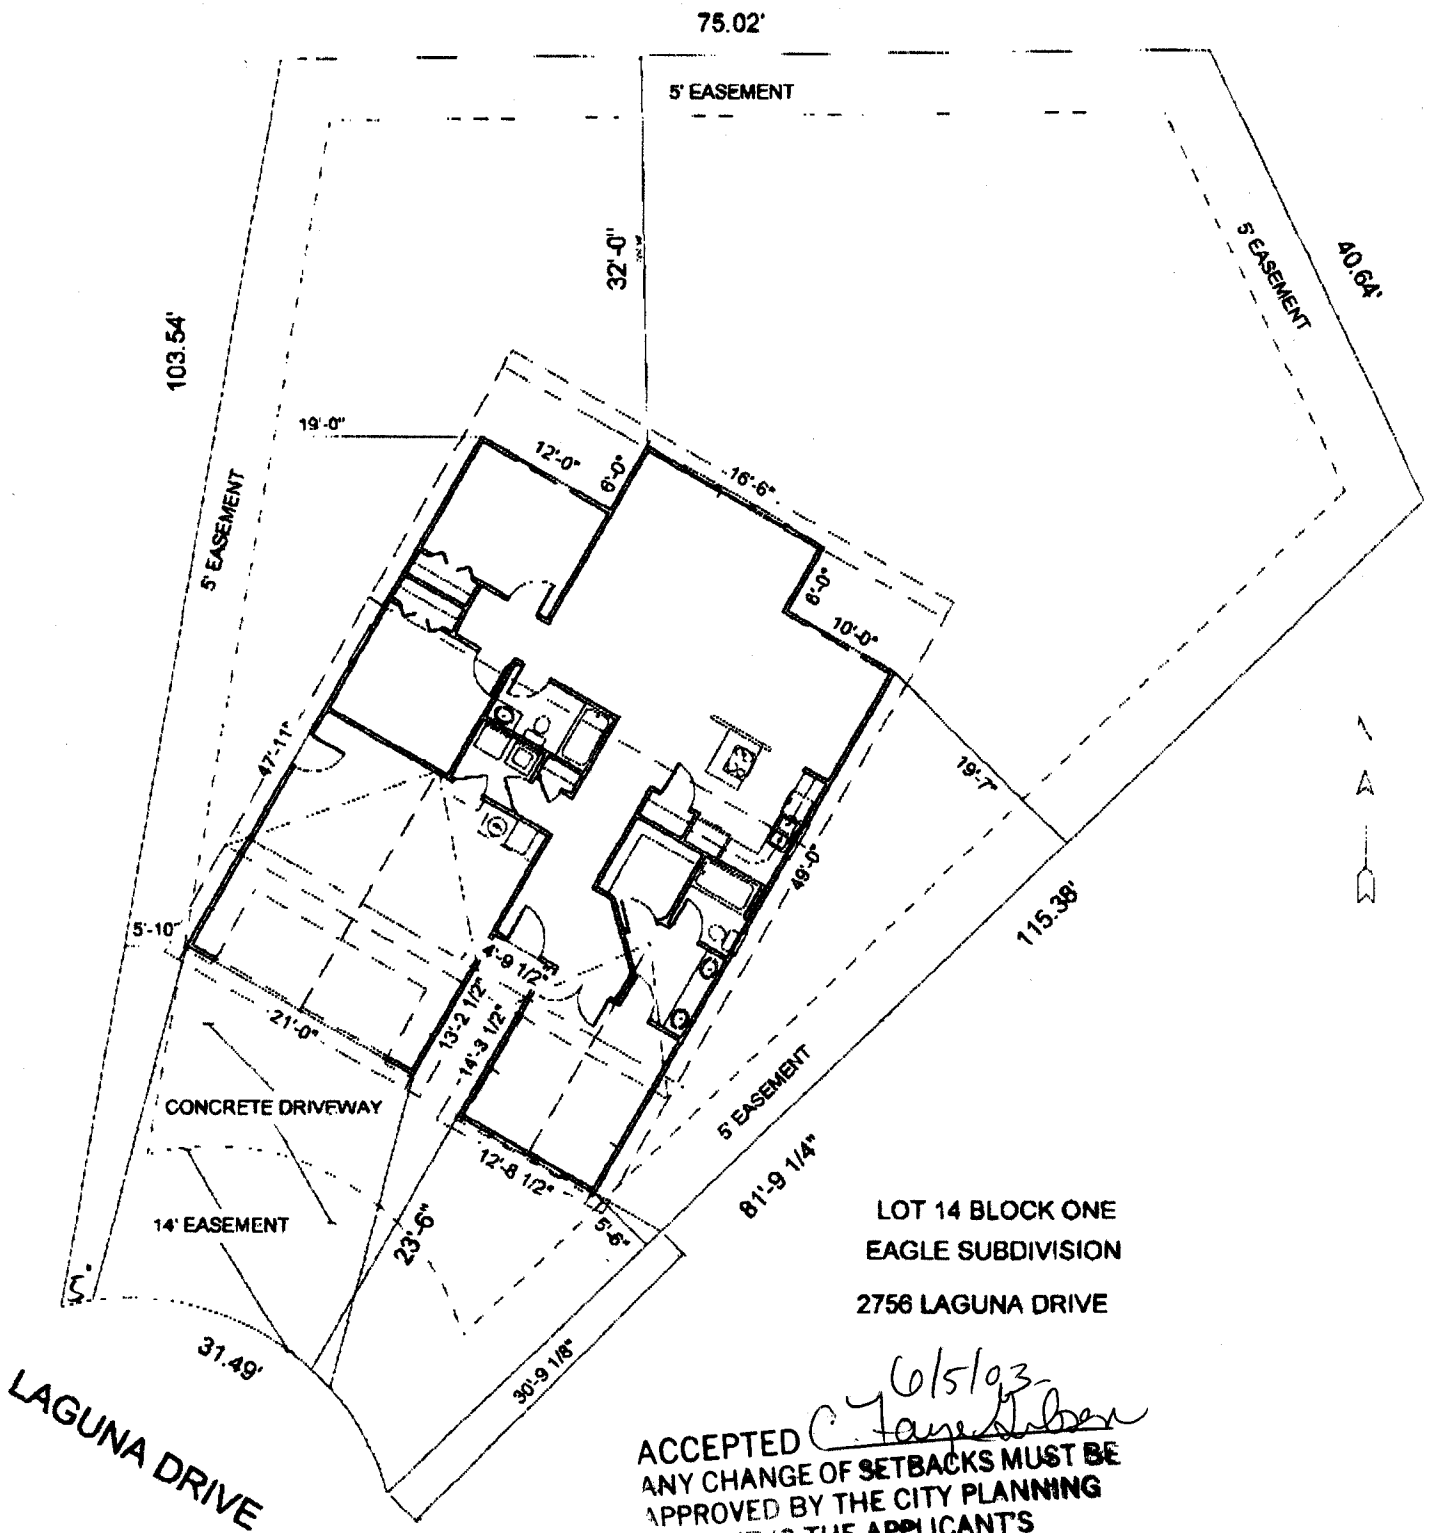 75.02'
5' EASEMENT
5' EASEMENT
40.64'
32'-0"
103.54'
19'-0"
12'-0"
6'-0"
16'-6"
5' EASEMENT
6'-0"
10'-0"
47'-11"
19'-7"
49'-0"
115.38'
5'-10"
4'-9 1/2"
13'-2 1/2"
14'-3 1/2"
21'-0"
5' EASEMENT
CONCRETE DRIVEWAY
12'-8 1/2"
81'-9 1/4"
14' EASEMENT
23'-6"
5'-6"
LOT 14 BLOCK ONE
EAGLE SUBDIVISION
2756 LAGUNA DRIVE
5'
31.49'
30'-9 1/8"
LAGUNA DRIVE
6/5/03
ACCEPTED C. Faye Gibson
ANY CHANGE OF SETBACKS MUST BE
APPROVED BY THE CITY PLANNING
THE APPLICANT'S